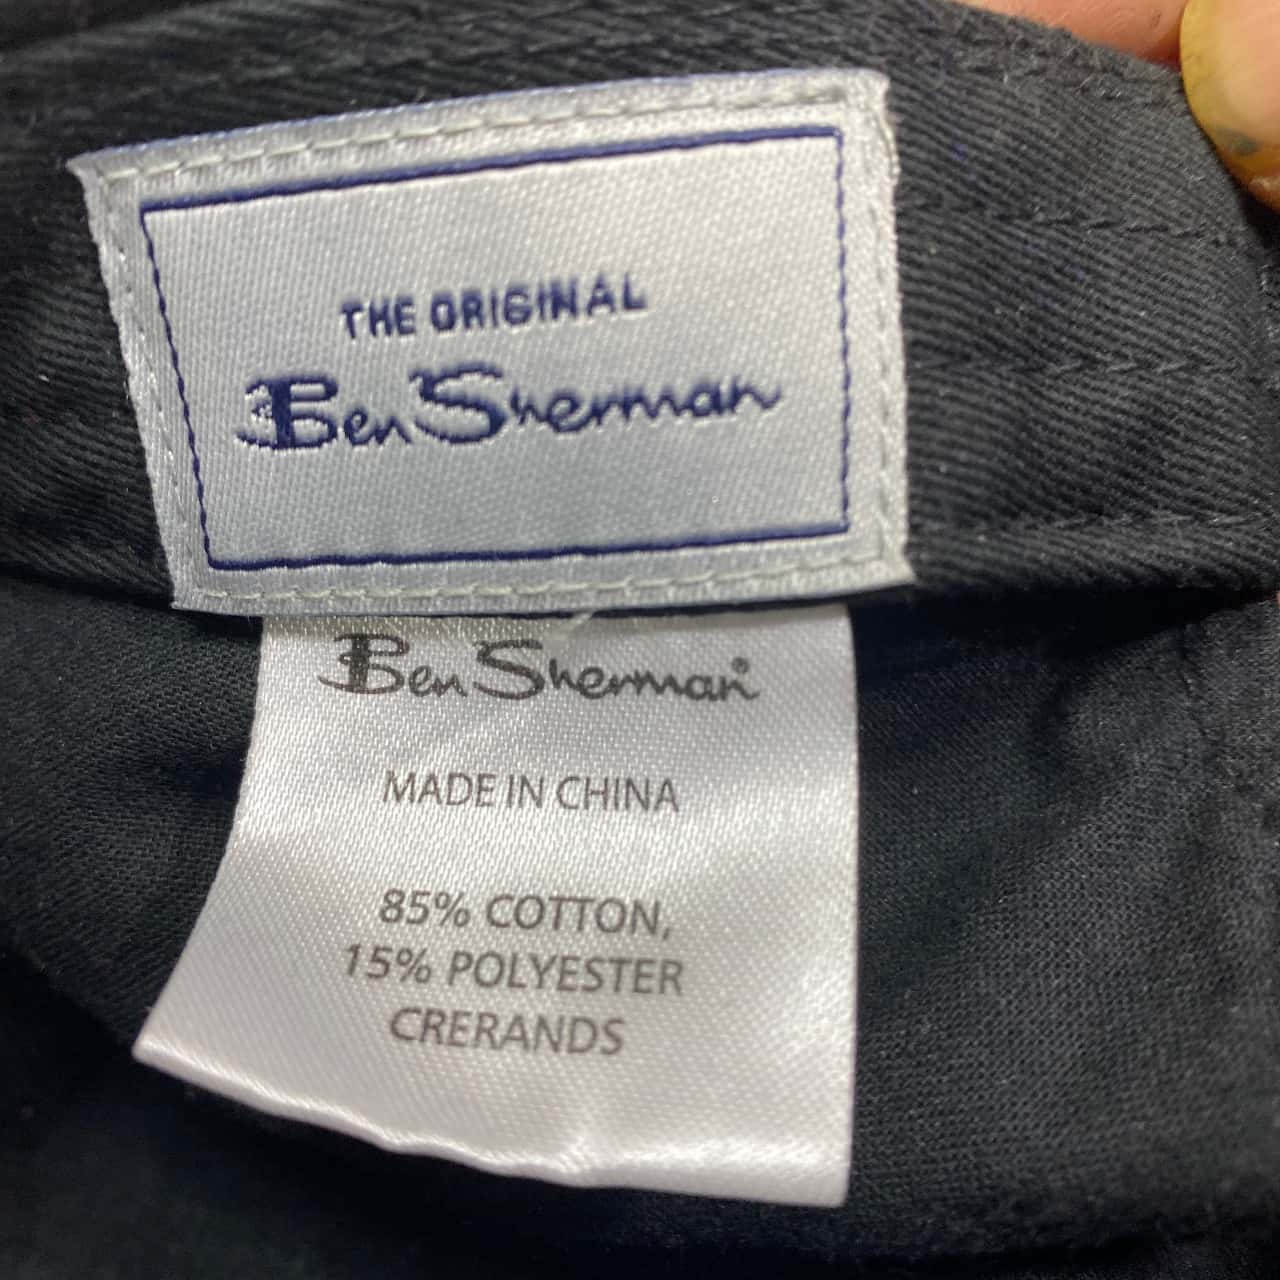 THE ORIGINAL
Ben Sherman
Ben Sherman®
MADE IN CHINA
85% COTTON,
15% POLYESTER
CRERANDS